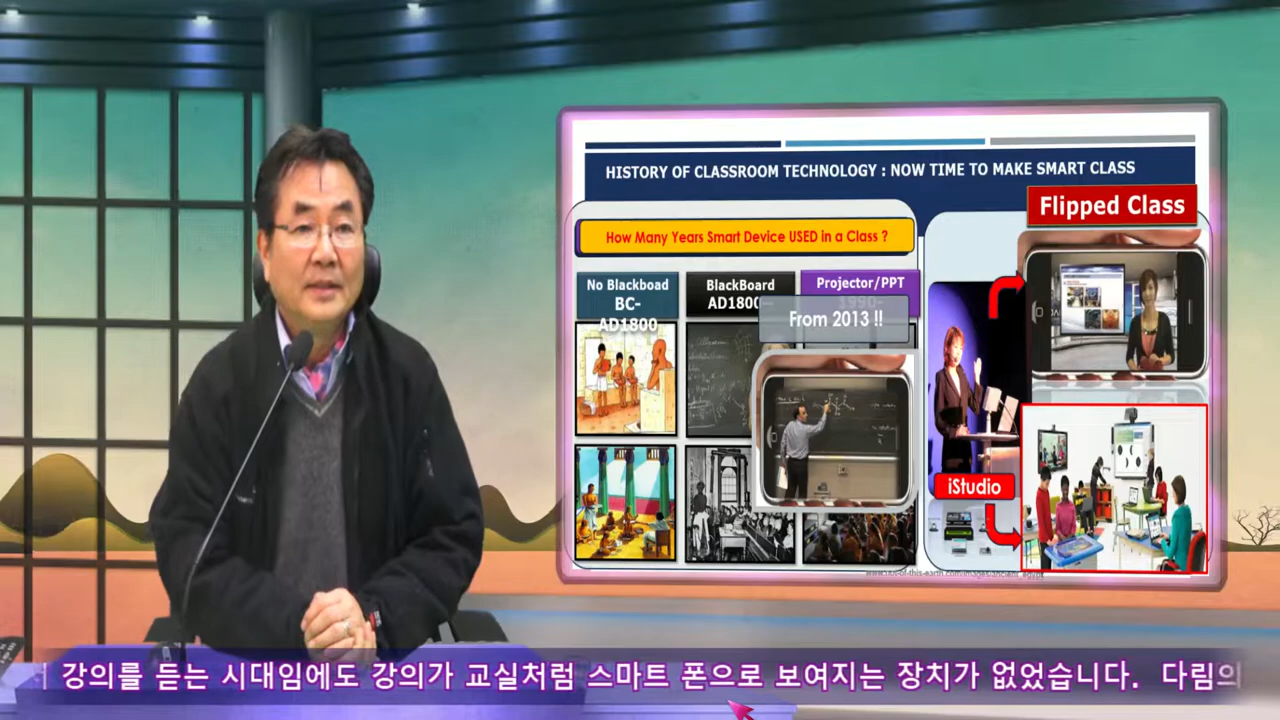 HISTORY OF CLASSROOM TECHNOLOGY : NOW TIME TO MAKE SMART CLASS
Flipped Class
How Many Years Smart Device USED in a Class ?
No Blackboad
BC-
AD1800
BlackBoard
AD1800
Projector/PPT
1990-
From 2013 !!
iStudio
강의를 듣는 시대임에도 강의가 교실처럼 스마트 폰으로 보여지는 장치가 없었습니다. 다림의